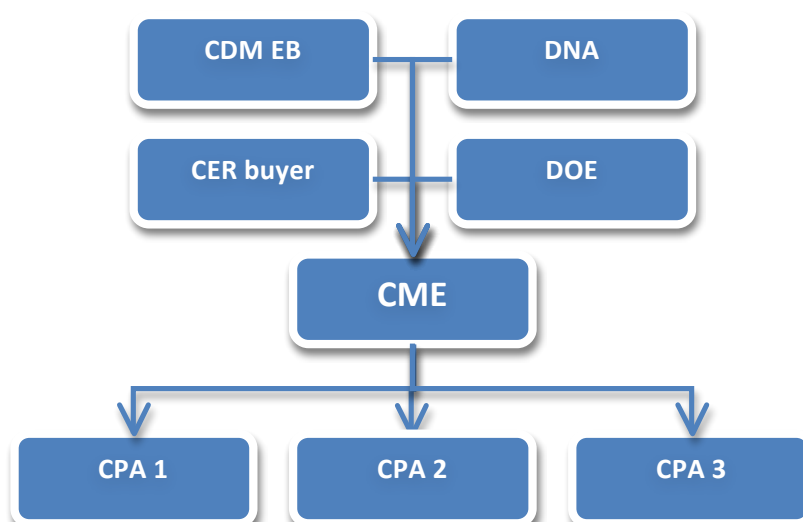 CDM EB
DNA
CER buyer
DOE
CME
CPA 1
CPA 2
CPA 3